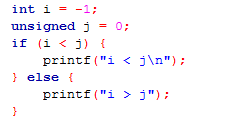 int i = -1;
unsigned j = 0;
if (i < j) {
    printf("i < j\n");
} else {
    printf("i > j");
}